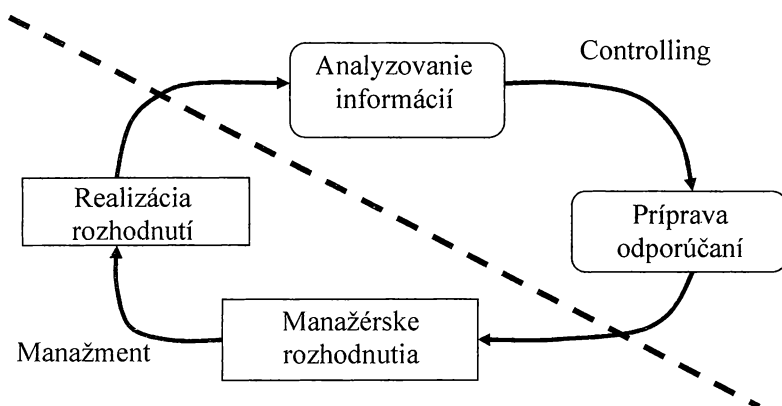 Controlling
Analyzovanie
informácií
Realizácia
rozhodnutí
Príprava
odporúčaní
Manažérske
rozhodnutia
Manažment